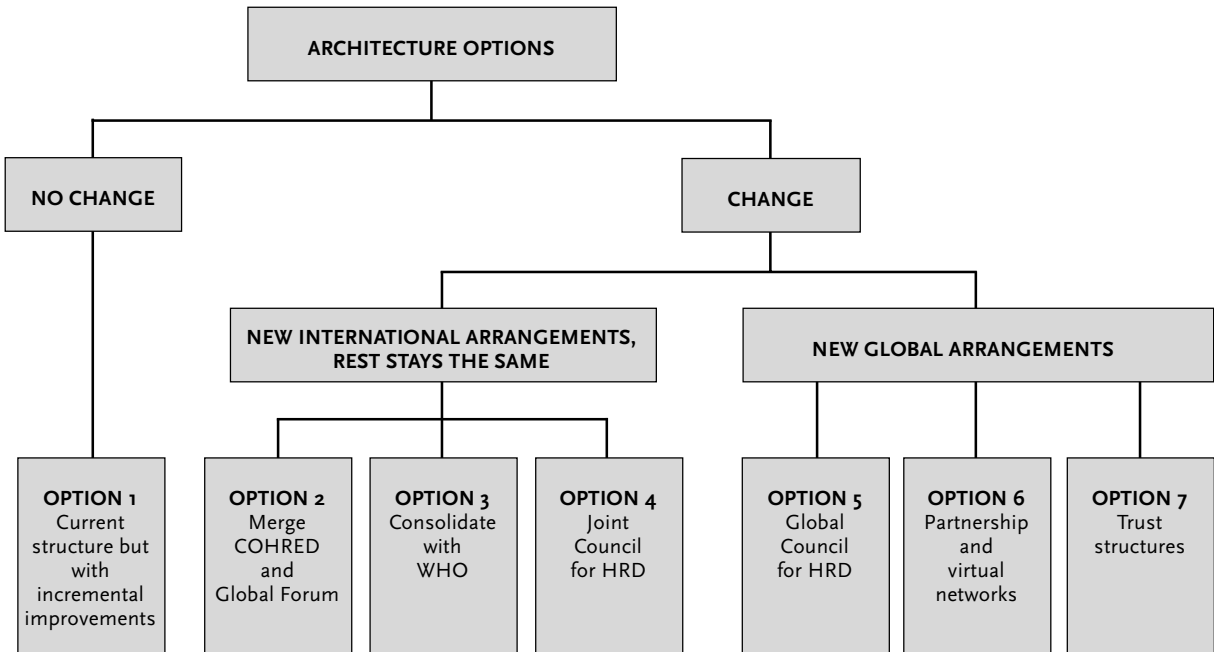 ARCHITECTURE OPTIONS
NO CHANGE
CHANGE
NEW INTERNATIONAL ARRANGEMENTS,
REST STAYS THE SAME
NEW GLOBAL ARRANGEMENTS
OPTION 1
Current
structure but
with
incremental
improvements
OPTION 2
Merge
COHRED
and
Global Forum
OPTION 3
Consolidate
with
WHO
OPTION 4
Joint
Council
for HRD
OPTION 5
Global
Council
for HRD
OPTION 6
Partnership
and
virtual
networks
OPTION 7
Trust
structures